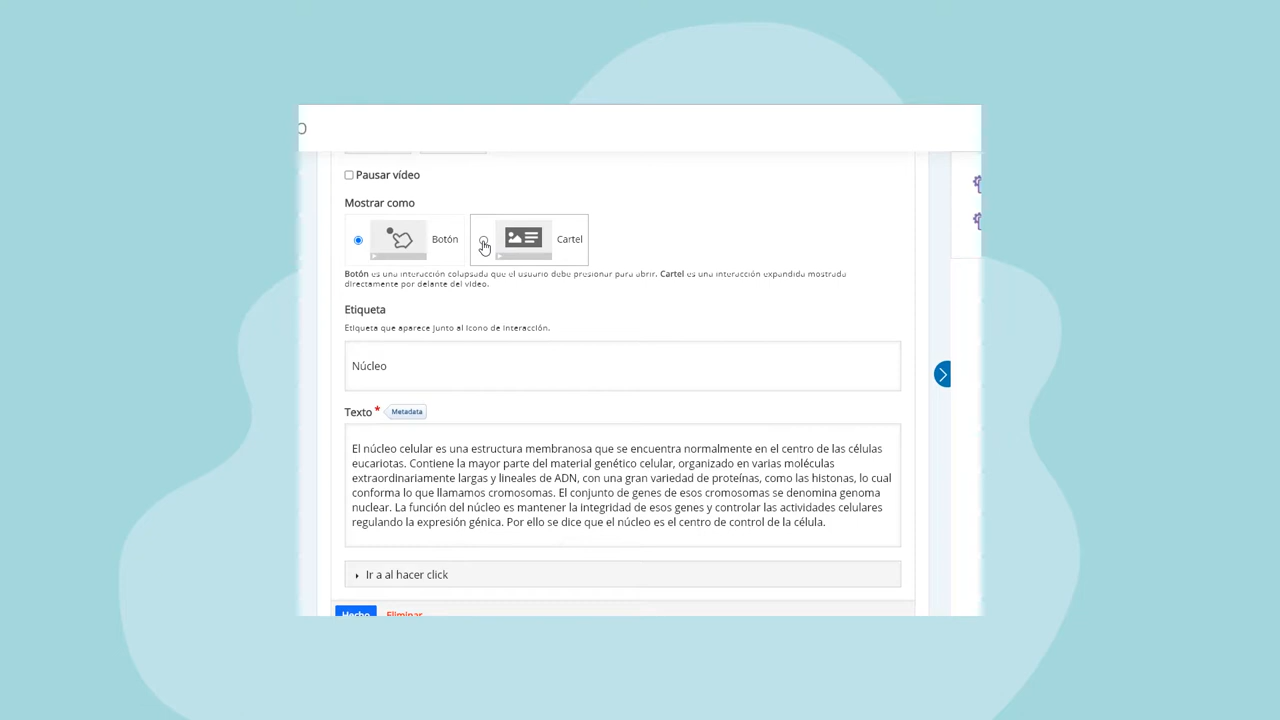 Pausar vídeo
Mostrar como
Botón
Cartel
Botón es una interacción colapsada que el usuario debe presionar para abrir. Cartel es una interacción expandida mostrada
directamente por delante del vídeo.
Etiqueta
Etiqueta que aparece junto al icono de interacción.
Núcleo
Texto * Metadata
El núcleo celular es una estructura membranosa que se encuentra normalmente en el centro de las células
eucariotas. Contiene la mayor parte del material genético celular, organizado en varias moléculas
extraordinariamente largas y lineales de ADN, con una gran variedad de proteínas, como las histonas, lo cual
conforma lo que llamamos cromosomas. El conjunto de genes de esos cromosomas se denomina genoma
nuclear. La función del núcleo es mantener la integridad de esos genes y controlar las actividades celulares
regulando la expresión génica. Por ello se dice que el núcleo es el centro de control de la célula.
Ir a al hacer click
Hecho Eliminar